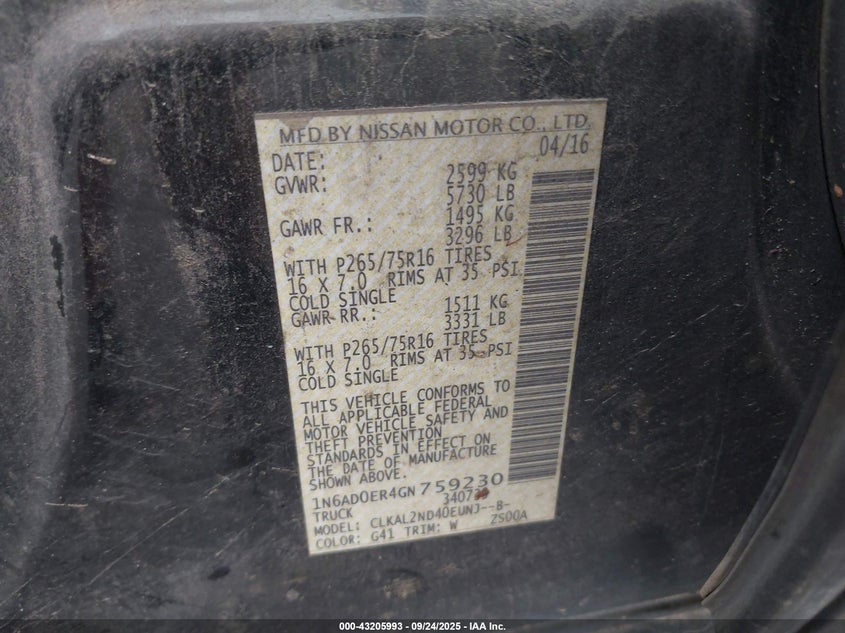 MFD.BY NISSAN MOTOR CO., LTD.
DATE: 04/16
GVWR: 2599 KG
5730 LB
GAWR FR.: 1495 KG
3296 LB
WITH P265/75R16 TIRES
16 X 7.0 RIMS AT 35 PSI
COLD SINGLE
GAWR RR.: 1511 KG
3331 LB
WITH P265/75R16 TIRES
16 X 7.0 RIMS AT 35 PSI
COLD SINGLE
THIS VEHICLE CONFORMS TO
ALL APPLICABLE FEDERAL
MOTOR VEHICLE SAFETY AND
THEFT PREVENTION
STANDARDS IN EFFECT ON
THE DATE OF MANUFACTURE
SHOWN ABOVE.
1N6AD0ER4GN759230
TRUCK
MODEL: CLKAL2ND40EUNJ--B-
COLOR: G41 TRIM: W ZS00A
000-43205993 - 09/24/2025 - IAA Inc.